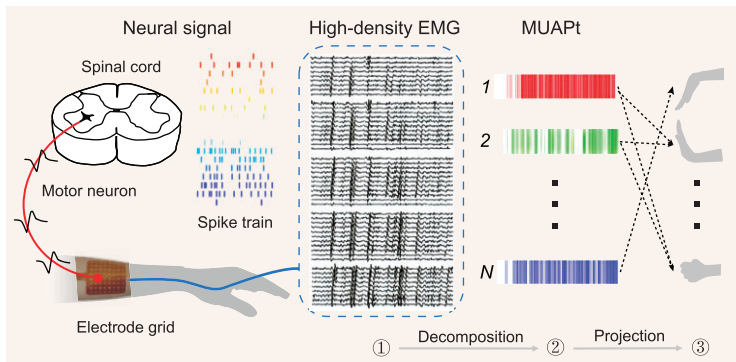 Neural signal
High-density EMG
MUAPt
Spinal cord
Motor neuron
Spike train
Electrode grid
1
2
N
① Decomposition ② Projection ③